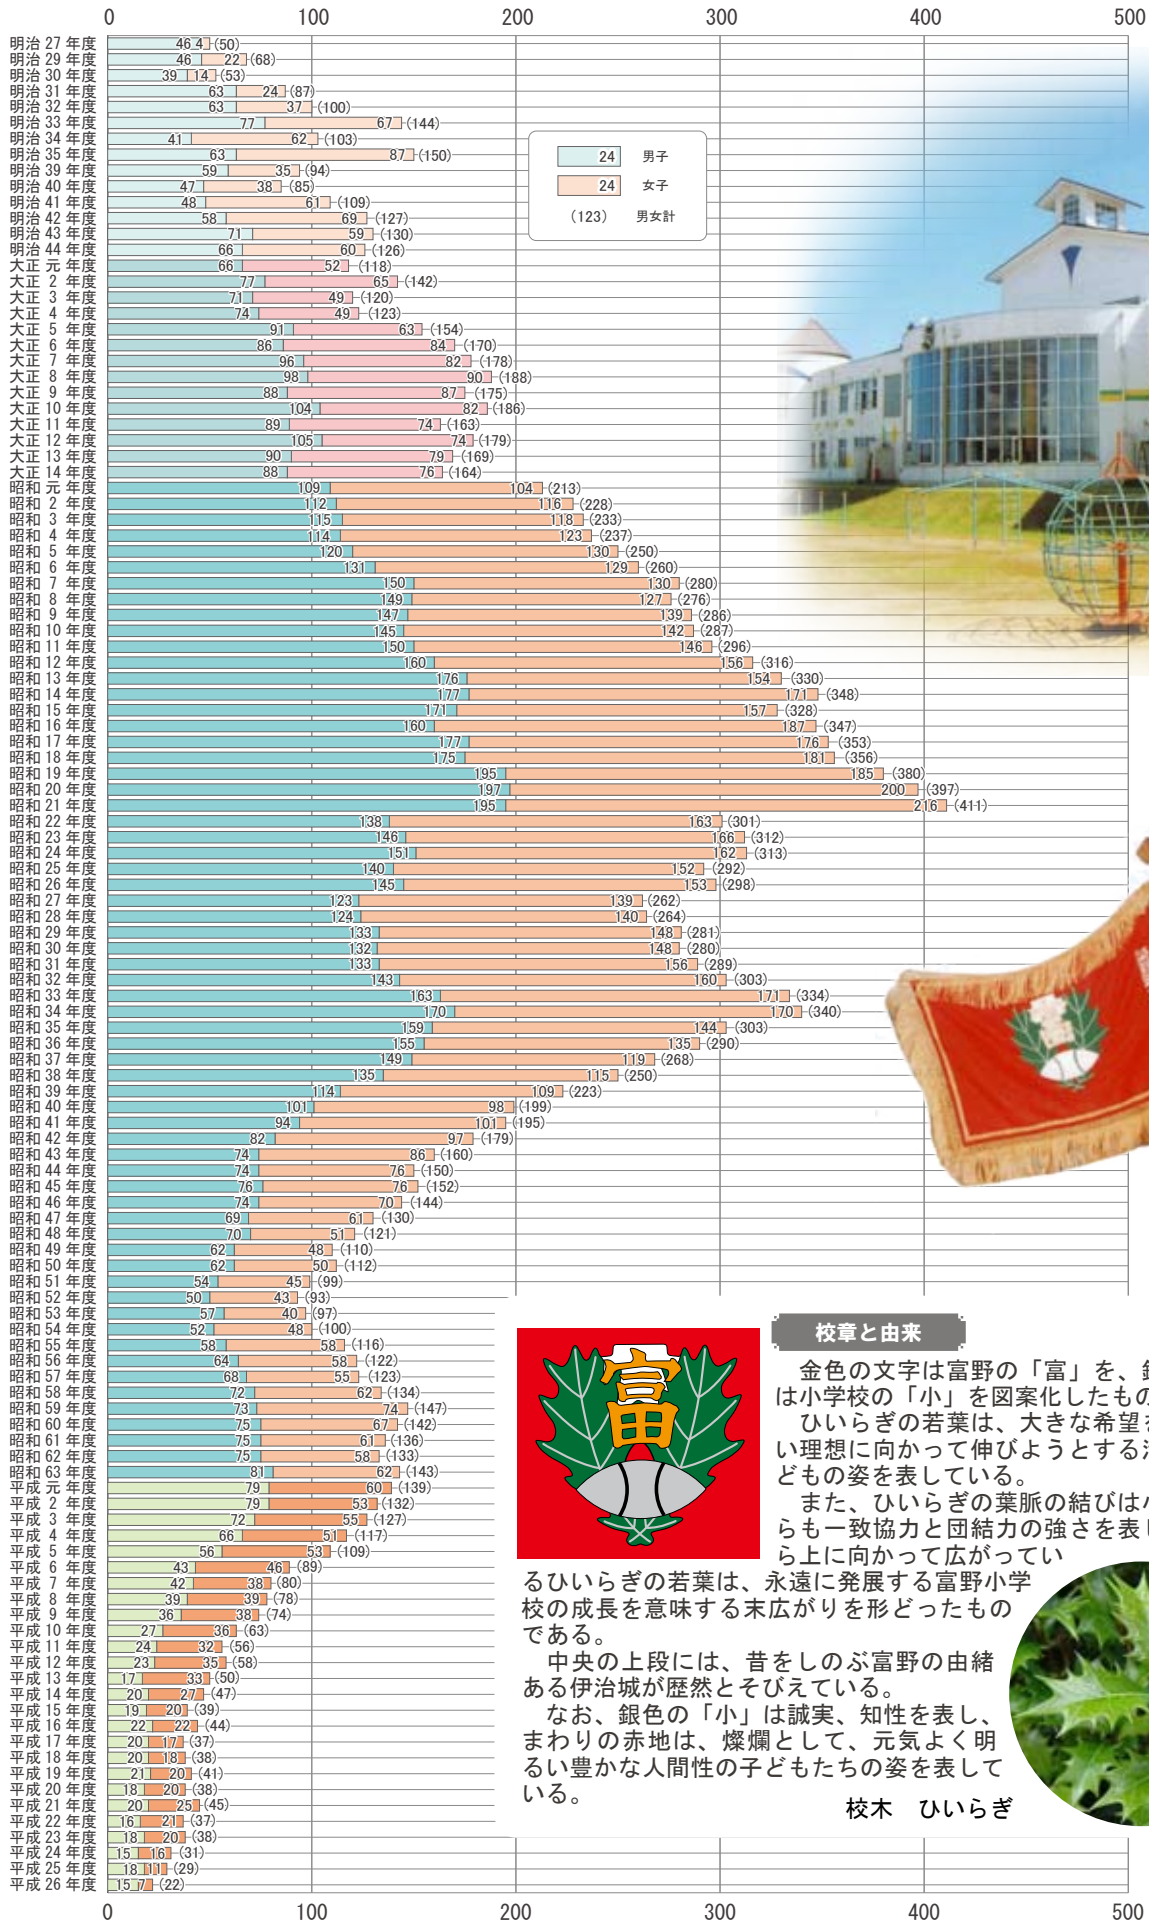 0 100 200 300 400 500
明治 27 年度 46 4 (50)
明治 29 年度 46 22 (68)
明治 30 年度 39 14 (53)
明治 31 年度 63 24 (87)
明治 32 年度 63 37 (100)
明治 33 年度 77 67 (144)
明治 34 年度 41 62 (103)
明治 35 年度 63 87 (150)
明治 39 年度 59 35 (94)
明治 40 年度 47 38 (85)
明治 41 年度 48 61 (109)
明治 42 年度 58 69 (127)
明治 43 年度 71 59 (130)
明治 44 年度 66 60 (126)
大正 元 年度 66 52 (118)
大正 2 年度 77 65 (142)
大正 3 年度 71 49 (120)
大正 4 年度 74 49 (123)
大正 5 年度 91 63 (154)
大正 6 年度 86 84 (170)
大正 7 年度 96 82 (178)
大正 8 年度 98 90 (188)
大正 9 年度 88 87 (175)
大正 10 年度 104 82 (186)
大正 11 年度 89 74 (163)
大正 12 年度 105 74 (179)
大正 13 年度 90 79 (169)
大正 14 年度 88 76 (164)
昭和 元 年度 109 104 (213)
昭和 2 年度 112 116 (228)
昭和 3 年度 115 118 (233)
昭和 4 年度 114 123 (237)
昭和 5 年度 120 130 (250)
昭和 6 年度 131 129 (260)
昭和 7 年度 150 130 (280)
昭和 8 年度 149 127 (276)
昭和 9 年度 147 139 (286)
昭和 10 年度 145 142 (287)
昭和 11 年度 150 146 (296)
昭和 12 年度 160 156 (316)
昭和 13 年度 176 154 (330)
昭和 14 年度 177 171 (348)
昭和 15 年度 171 157 (328)
昭和 16 年度 160 187 (347)
昭和 17 年度 177 176 (353)
昭和 18 年度 175 181 (356)
昭和 19 年度 195 185 (380)
昭和 20 年度 197 200 (397)
昭和 21 年度 195 216 (411)
昭和 22 年度 138 163 (301)
昭和 23 年度 146 166 (312)
昭和 24 年度 151 162 (313)
昭和 25 年度 140 152 (292)
昭和 26 年度 145 153 (298)
昭和 27 年度 123 139 (262)
昭和 28 年度 124 140 (264)
昭和 29 年度 133 148 (281)
昭和 30 年度 132 148 (280)
昭和 31 年度 133 156 (289)
昭和 32 年度 143 160 (303)
昭和 33 年度 163 171 (334)
昭和 34 年度 170 170 (340)
昭和 35 年度 159 144 (303)
昭和 36 年度 155 135 (290)
昭和 37 年度 149 119 (268)
昭和 38 年度 135 115 (250)
昭和 39 年度 114 109 (223)
昭和 40 年度 101 98 (199)
昭和 41 年度 94 101 (195)
昭和 42 年度 82 97 (179)
昭和 43 年度 74 86 (160)
昭和 44 年度 74 76 (150)
昭和 45 年度 76 76 (152)
昭和 46 年度 74 70 (144)
昭和 47 年度 69 61 (130)
昭和 48 年度 70 51 (121)
昭和 49 年度 62 48 (110)
昭和 50 年度 62 50 (112)
昭和 51 年度 54 45 (99)
昭和 52 年度 50 43 (93)
昭和 53 年度 57 40 (97)
昭和 54 年度 52 48 (100)
昭和 55 年度 58 58 (116)
昭和 56 年度 64 58 (122)
昭和 57 年度 68 55 (123)
昭和 58 年度 72 62 (134)
昭和 59 年度 73 74 (147)
昭和 60 年度 75 67 (142)
昭和 61 年度 75 61 (136)
昭和 62 年度 75 58 (133)
昭和 63 年度 81 62 (143)
平成 元 年度 79 60 (139)
平成 2 年度 79 53 (132)
平成 3 年度 72 55 (127)
平成 4 年度 66 51 (117)
平成 5 年度 56 53 (109)
平成 6 年度 43 46 (89)
平成 7 年度 42 38 (80)
平成 8 年度 39 39 (78)
平成 9 年度 36 38 (74)
平成 10 年度 27 36 (63)
平成 11 年度 24 32 (56)
平成 12 年度 23 35 (58)
平成 13 年度 17 33 (50)
平成 14 年度 20 27 (47)
平成 15 年度 19 20 (39)
平成 16 年度 22 22 (44)
平成 17 年度 20 17 (37)
平成 18 年度 20 18 (38)
平成 19 年度 21 20 (41)
平成 20 年度 18 20 (38)
平成 21 年度 20 25 (45)
平成 22 年度 16 21 (37)
平成 23 年度 18 20 (38)
平成 24 年度 15 16 (31)
平成 25 年度 18 11 (29)
平成 26 年度 15 7 (22)
0 100 200 300 400 500
24 男子
24 女子
(123) 男女計
富
校章と由来
金色の文字は富野の「富」を、銀
は小学校の「小」を図案化したもの
ひいらぎの若葉は、大きな希望を
い理想に向かって伸びようとする
どもの姿を表している。
また、ひいらぎの葉脈の結びは
らも一致協力と団結力の強さを表し
ら上に向かって広がってい
るひいらぎの若葉は、永遠に発展する富野小学
校の成長を意味する末広がりを形どったもの
である。
中央の上段には、昔をしのぶ富野の由緒
ある伊治城が歴然とそびえている。
なお、銀色の「小」は誠実、知性を表し、
まわりの赤地は、燦爛として、元気よく明
るい豊かな人間性の子どもたちの姿を表して
いる。
校木 ひいらぎ